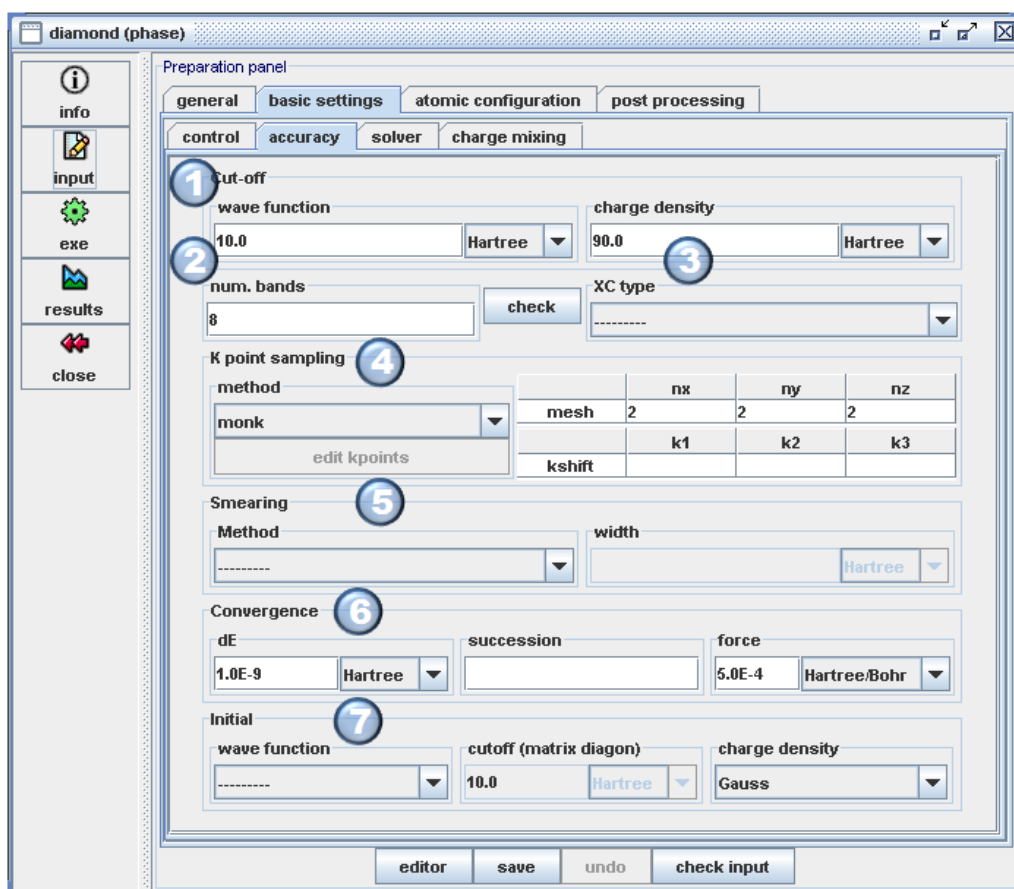 diamond (phase)
info
input
exe
results
close
Preparation panel
general basic settings atomic configuration post processing
control accuracy solver charge mixing
1 Cut-off
wave function charge density
10.0 Hartree 90.0 Hartree
2 3
num. bands check XC type
8 ---------
K point sampling 4
method nx ny nz
monk mesh 2 2 2
edit kpoints k1 k2 k3
kshift
Smearing 5
Method width
--------- Hartree
Convergence 6
dE succession force
1.0E-9 Hartree 5.0E-4 Hartree/Bohr
Initial 7
wave function cutoff (matrix diagon) charge density
--------- 10.0 Hartree Gauss
editor save undo check input